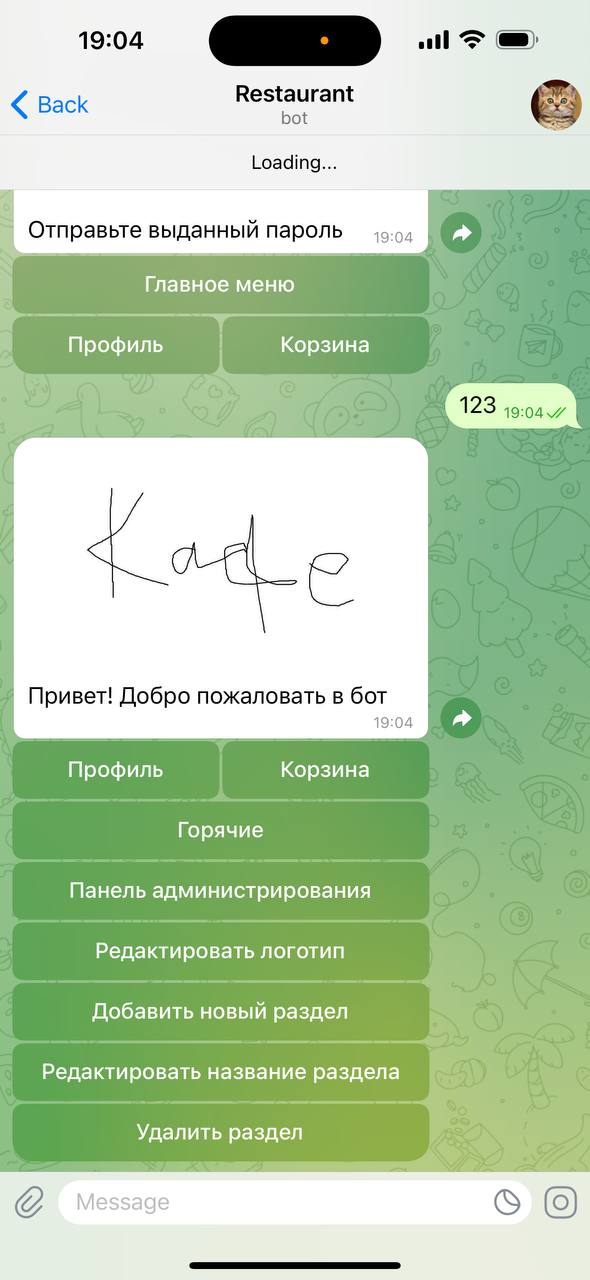 19:04
Back
Restaurant
bot
Loading...
Отправьте выданный пароль 19:04
Главное меню
Профиль Корзина
123 19:04
Кафе
Привет! Добро пожаловать в бот
19:04
Профиль Корзина
Горячие
Панель администрирования
Редактировать логотип
Добавить новый раздел
Редактировать название раздела
Удалить раздел
Message